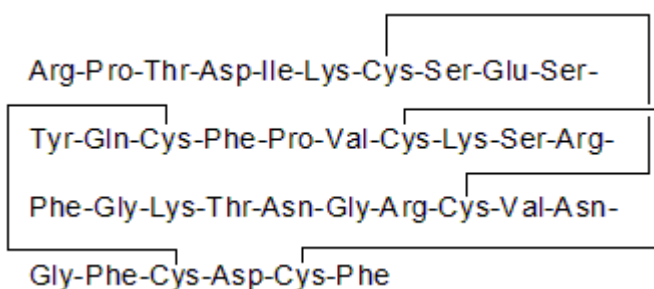 Arg-Pro-Thr-Asp-Ile-Lys-Cys-Ser-Glu-Ser-
Tyr-Gln-Cys-Phe-Pro-Val-Cys-Lys-Ser-Arg-
Phe-Gly-Lys-Thr-Asn-Gly-Arg-Cys-Val-Asn-
Gly-Phe-Cys-Asp-Cys-Phe